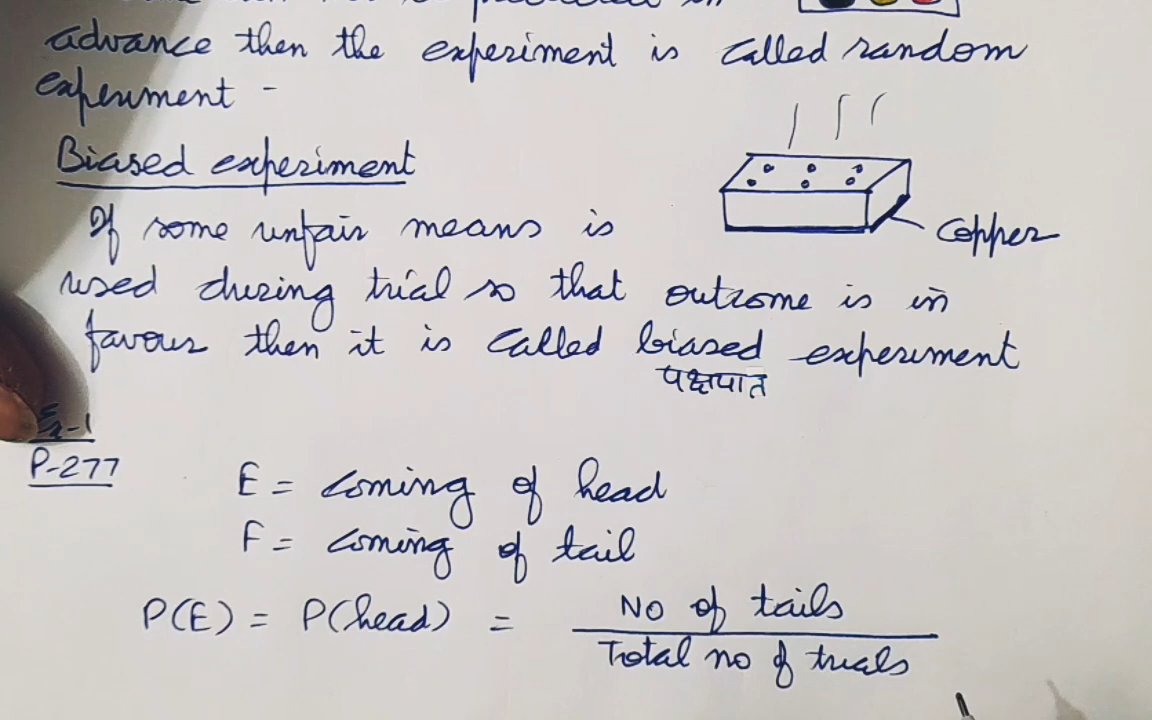 in
advance then the experiment is called random
experiment -
Biased experiment
If some unfair means is
copper
used during trial so that outcome is in
favour then it is called biased experiment
पक्षपात
Ex-1
P-277
E = coming of head
F = coming of tail
P(E) = P(head) = No of tails
Total no of trials